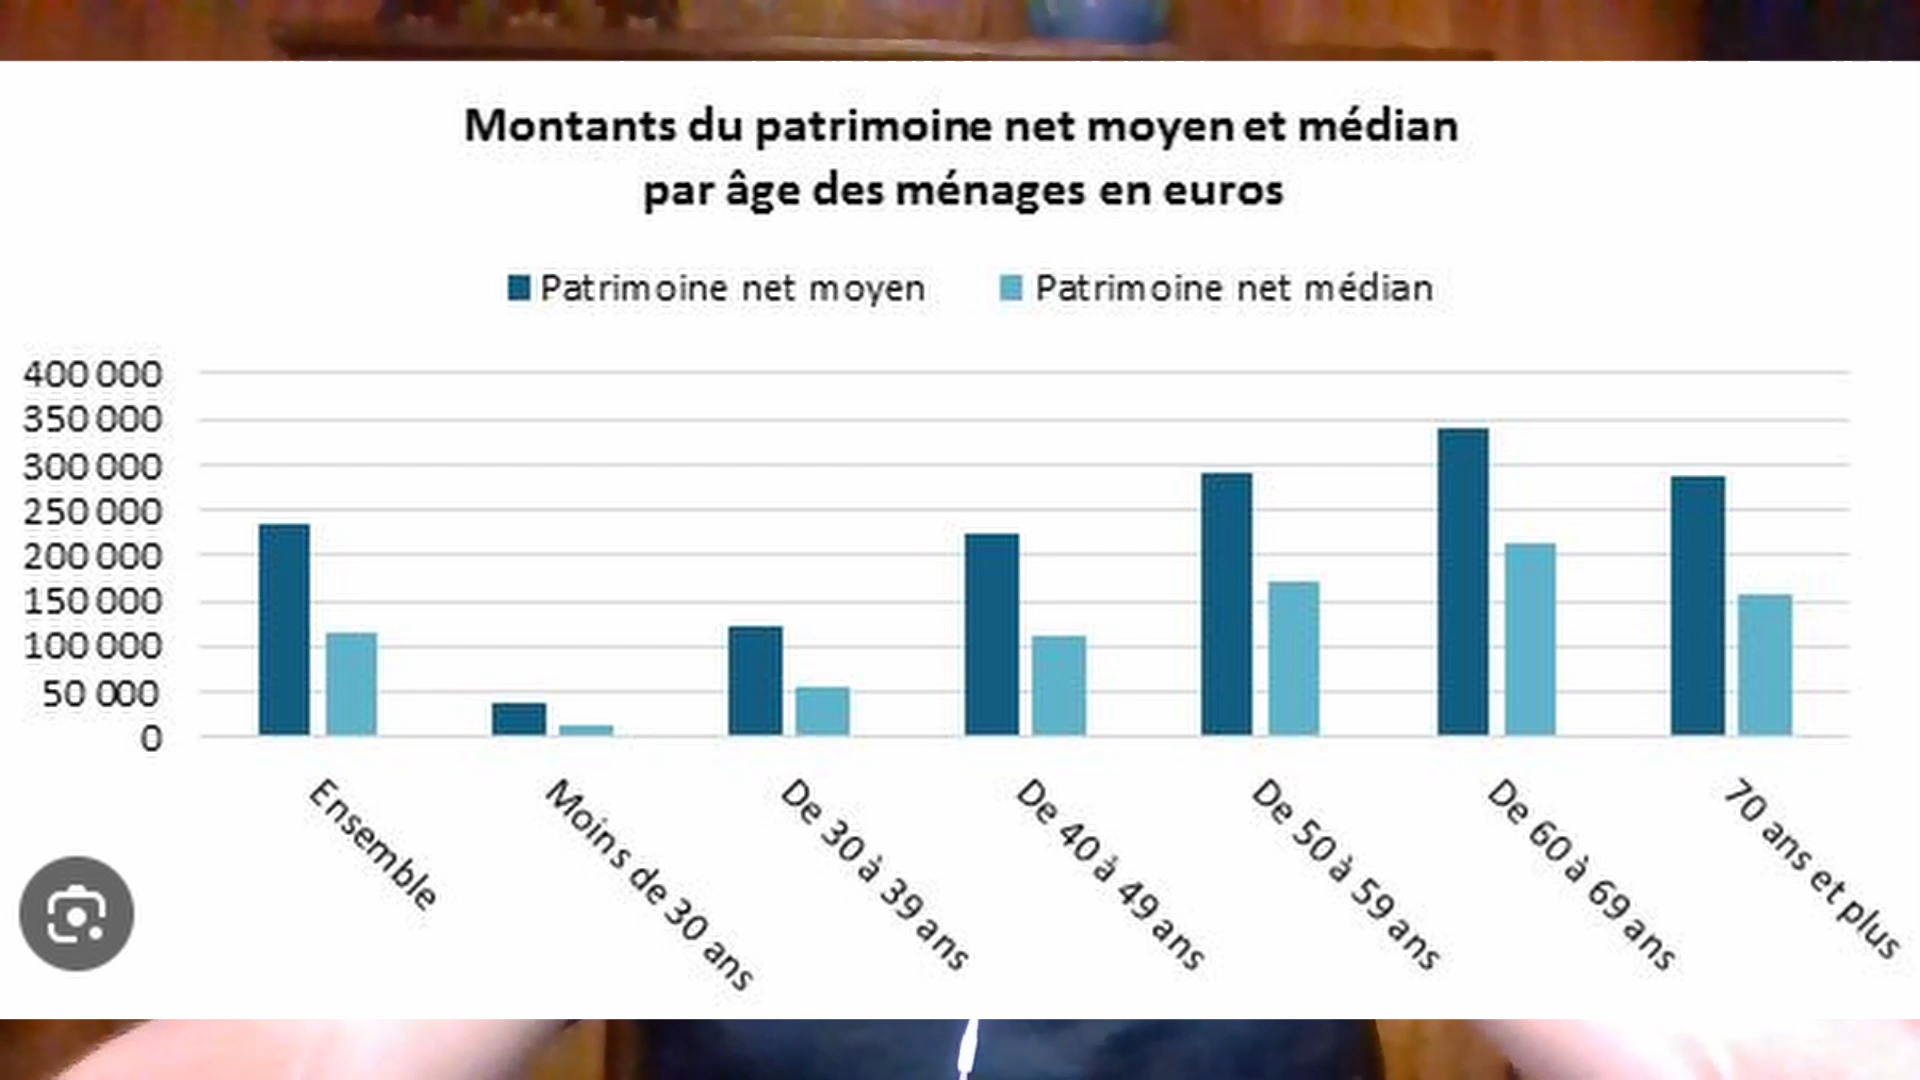 Montants du patrimoine net moyen et médian
par âge des ménages en euros
Patrimoine net moyen
Patrimoine net médian
400 000
350 000
300 000
250 000
200 000
150 000
100 000
50 000
0
Ensemble
Moins de 30 ans
De 30 à 39 ans
De 40 à 49 ans
De 50 à 59 ans
De 60 à 69 ans
70 ans et plus